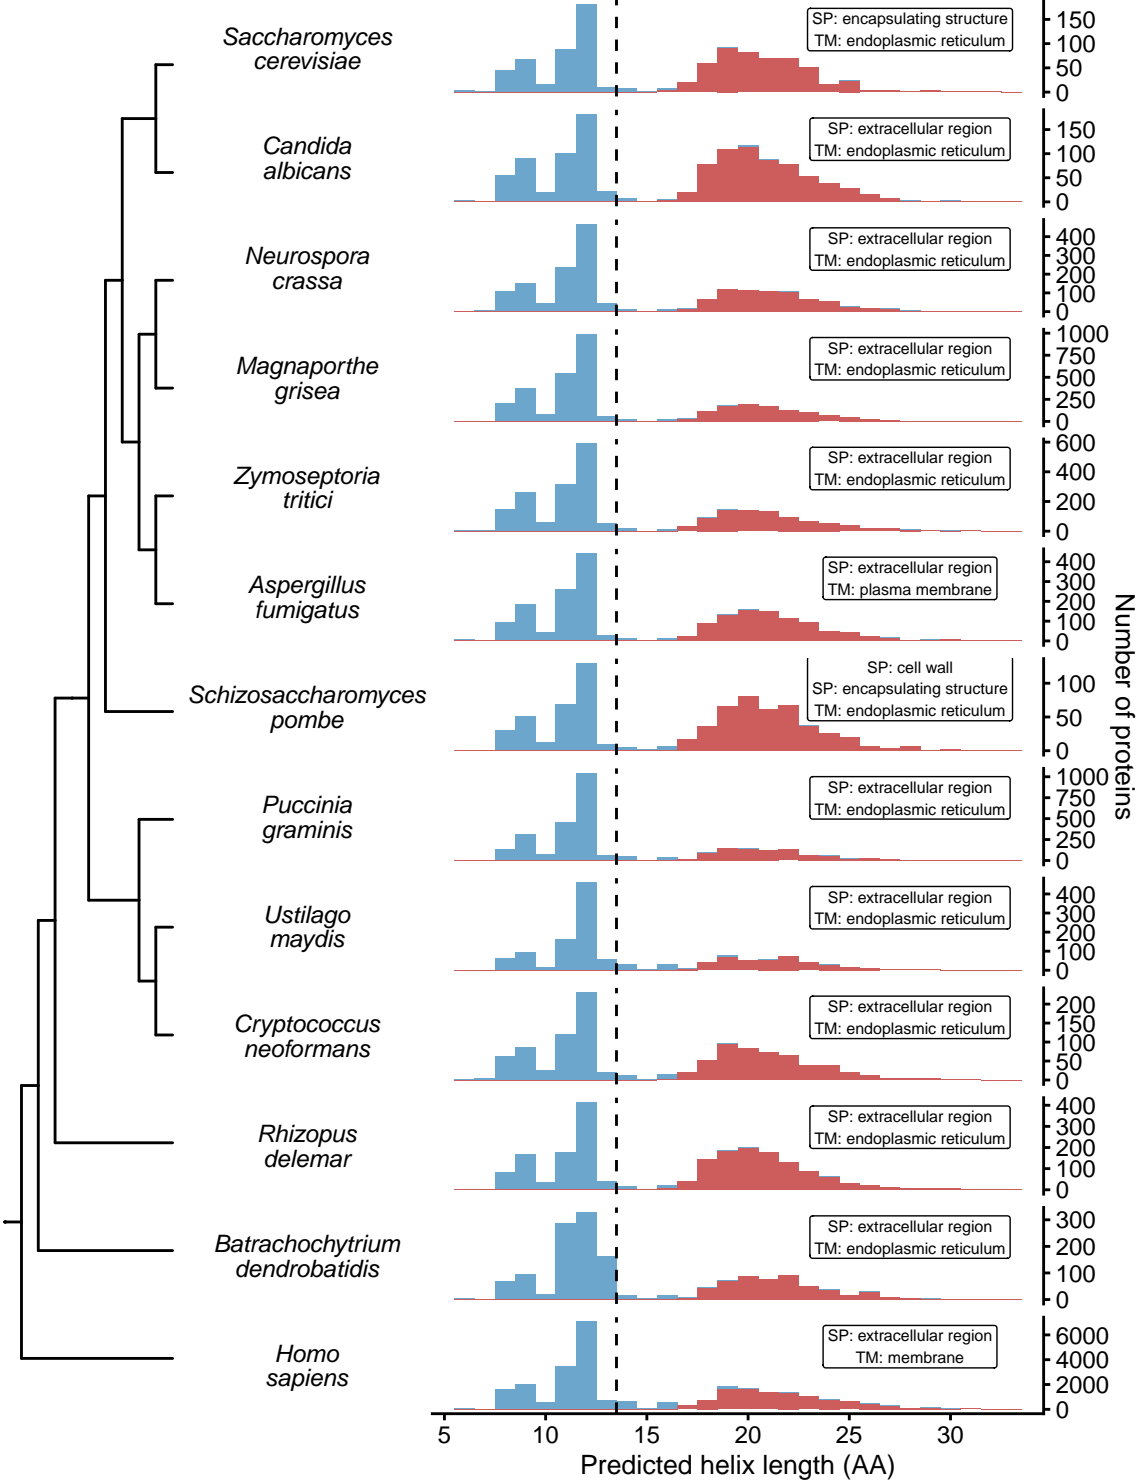 Saccharomyces
cerevisiae
SP: encapsulating structure
TM: endoplasmic reticulum
150
100
50
0
Candida
albicans
SP: extracellular region
TM: endoplasmic reticulum
150
100
50
0
Neurospora
crassa
SP: extracellular region
TM: endoplasmic reticulum
400
300
200
100
0
Magnaporthe
grisea
SP: extracellular region
TM: endoplasmic reticulum
1000
750
500
250
0
Zymoseptoria
tritici
SP: extracellular region
TM: endoplasmic reticulum
600
400
200
0
Aspergillus
fumigatus
SP: extracellular region
TM: plasma membrane
400
300
200
100
0
Schizosaccharomyces
pombe
SP: cell wall
SP: encapsulating structure
TM: endoplasmic reticulum
100
50
0
Number of proteins
Puccinia
graminis
SP: extracellular region
TM: endoplasmic reticulum
1000
750
500
250
0
Ustilago
maydis
SP: extracellular region
TM: endoplasmic reticulum
400
300
200
100
0
Cryptococcus
neoformans
SP: extracellular region
TM: endoplasmic reticulum
200
150
100
50
0
Rhizopus
delemar
SP: extracellular region
TM: endoplasmic reticulum
400
300
200
100
0
Batrachochytrium
dendrobatidis
SP: extracellular region
TM: endoplasmic reticulum
300
200
100
0
Homo
sapiens
SP: extracellular region
TM: membrane
6000
4000
2000
0
5 10 15 20 25 30
Predicted helix length (AA)